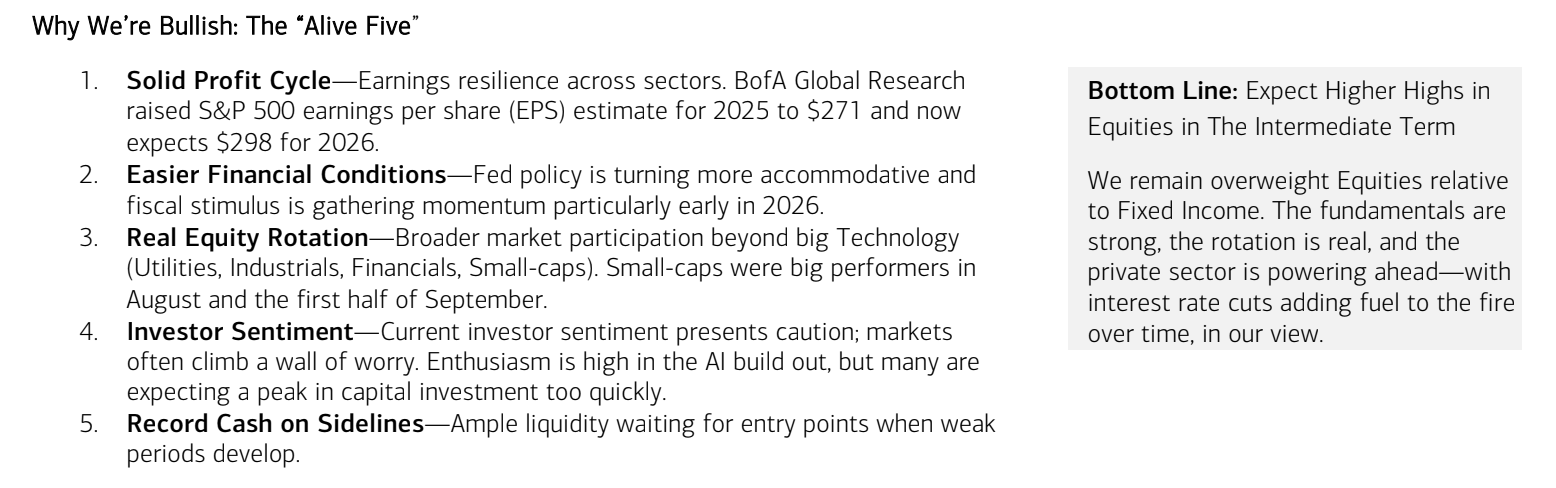 Why We’re Bullish: The “Alive Five”
1. Solid Profit Cycle—Earnings resilience across sectors. BofA Global Research
raised S&P 500 earnings per share (EPS) estimate for 2025 to $271 and now
expects $298 for 2026.
2. Easier Financial Conditions—Fed policy is turning more accommodative and
fiscal stimulus is gathering momentum particularly early in 2026.
3. Real Equity Rotation—Broader market participation beyond big Technology
(Utilities, Industrials, Financials, Small-caps). Small-caps were big performers in
August and the first half of September.
4. Investor Sentiment—Current investor sentiment presents caution; markets
often climb a wall of worry. Enthusiasm is high in the AI build out, but many are
expecting a peak in capital investment too quickly.
5. Record Cash on Sidelines—Ample liquidity waiting for entry points when weak
periods develop.
Bottom Line: Expect Higher Highs in
Equities in The Intermediate Term
We remain overweight Equities relative
to Fixed Income. The fundamentals are
strong, the rotation is real, and the
private sector is powering ahead—with
interest rate cuts adding fuel to the fire
over time, in our view.